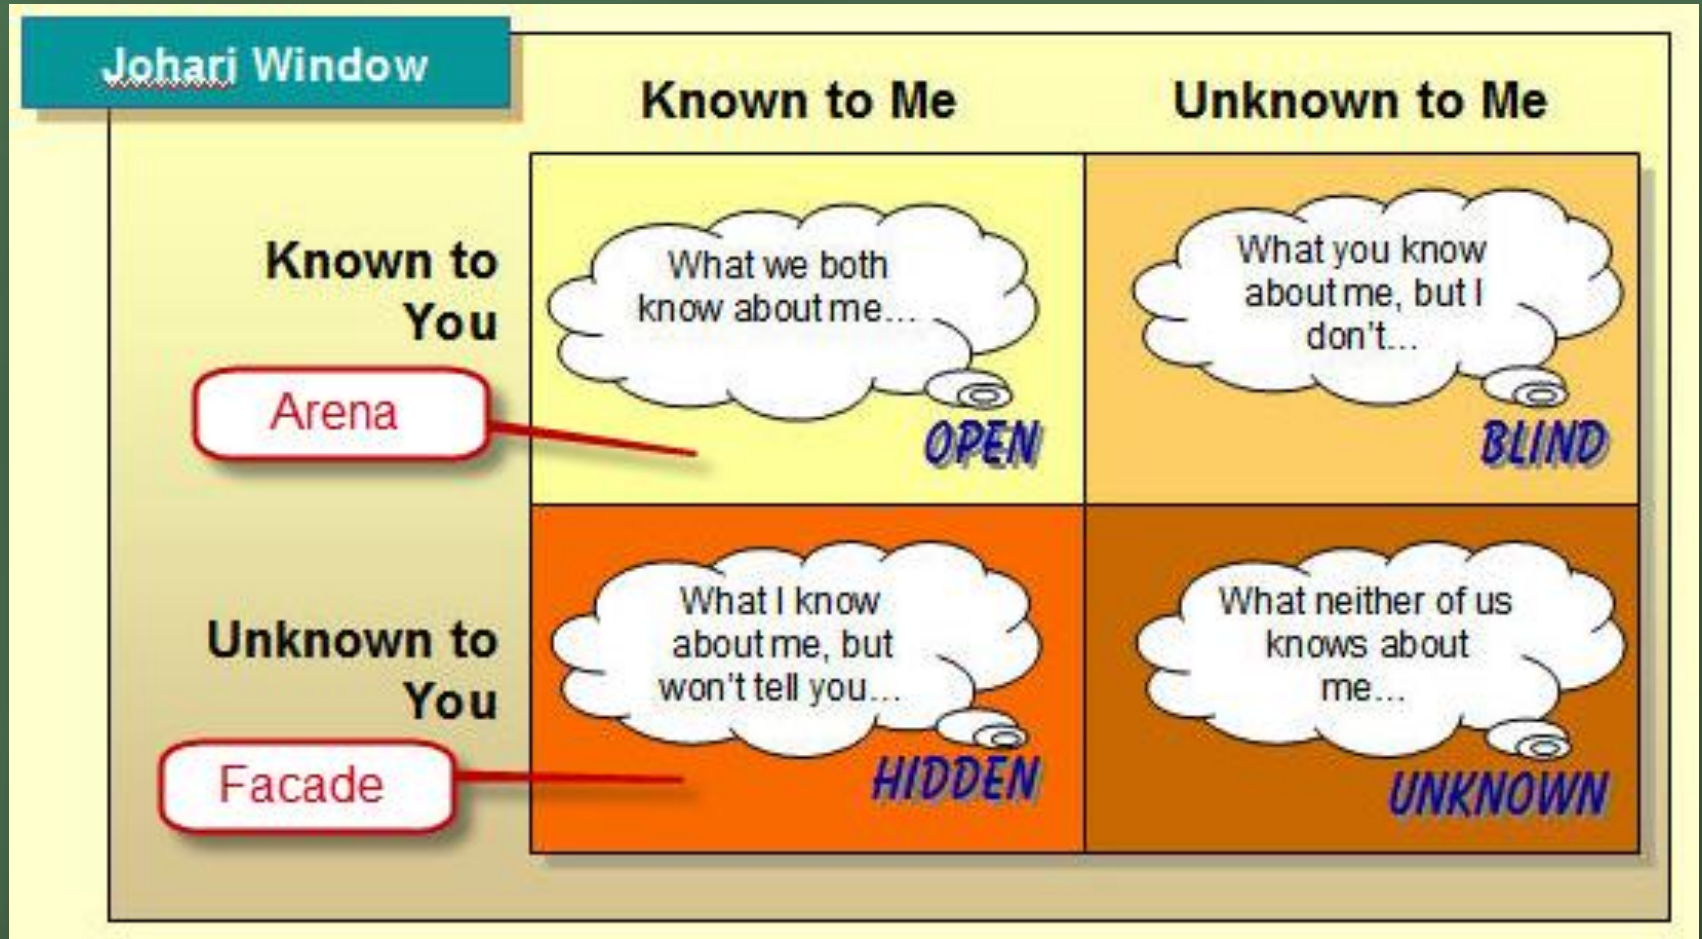 Johari Window
Known to Me
Unknown to Me
Known to
You
Arena
What we both
know about me...
OPEN
What you know
about me, but I
don't...
BLIND
Unknown to
You
Facade
What I know
about me, but
won't tell you...
HIDDEN
What neither of us
knows about
me...
UNKNOWN